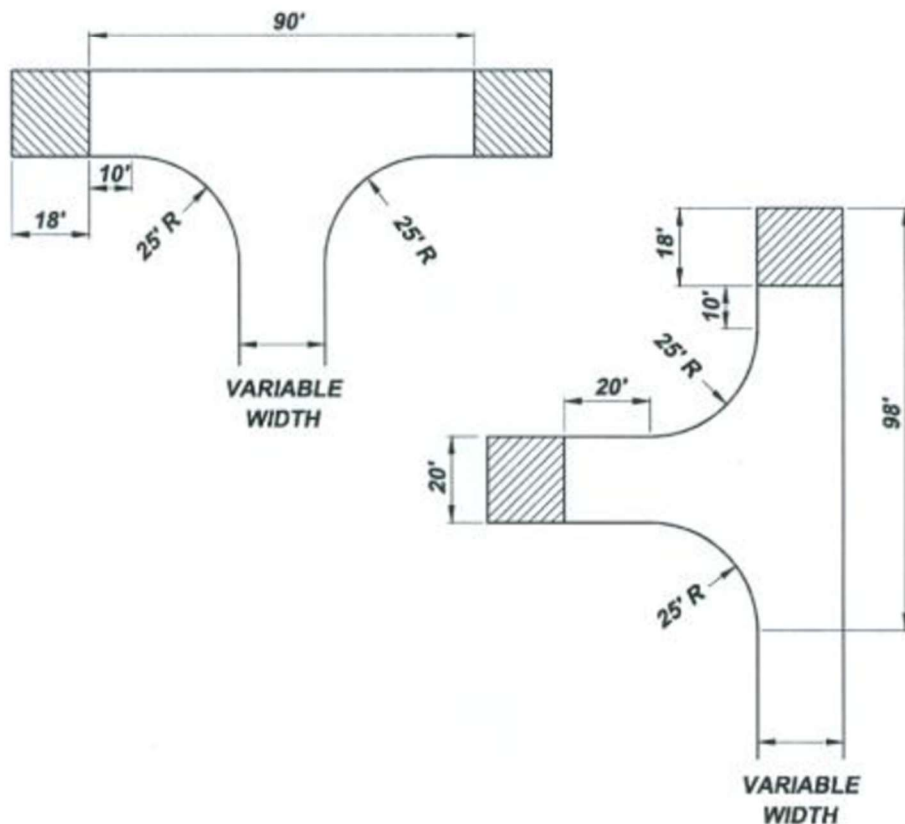 90'
10'
18'
25' R
25' R
VARIABLE
WIDTH
18'
10'
25' R
20'
98'
20'
25' R
VARIABLE
WIDTH